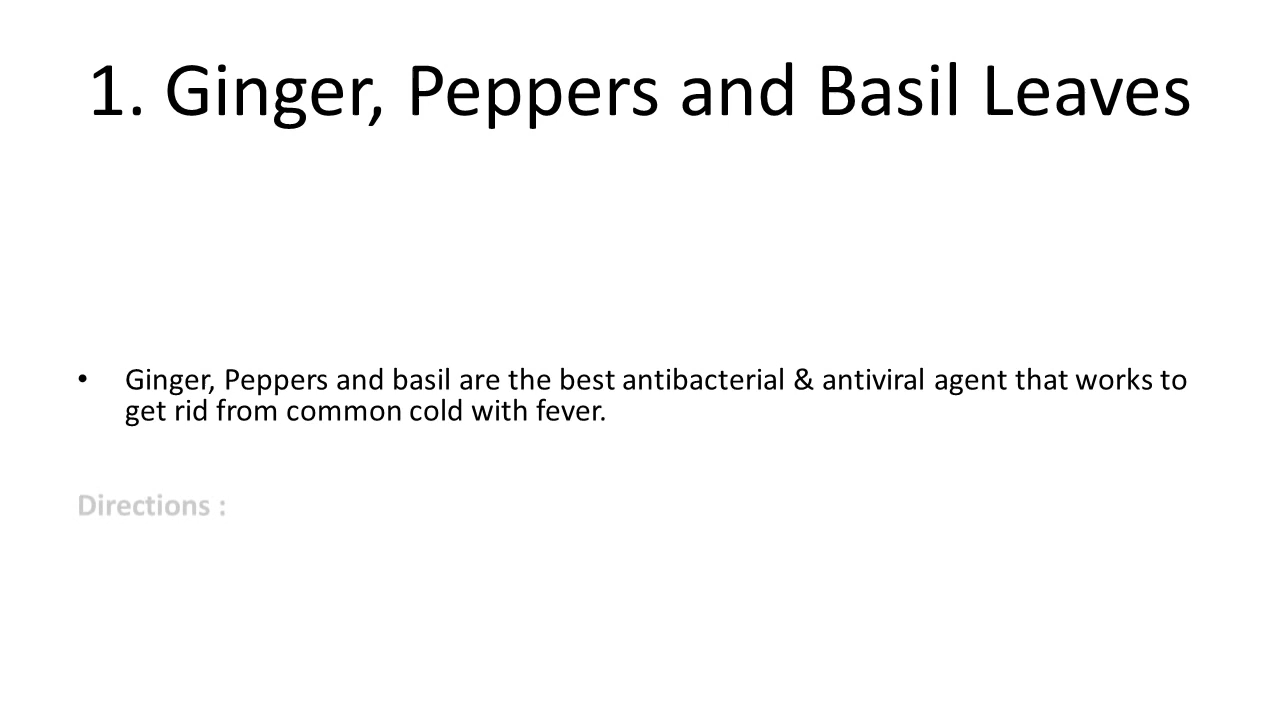 1. Ginger, Peppers and Basil Leaves
• Ginger, Peppers and basil are the best antibacterial & antiviral agent that works to
get rid from common cold with fever.
Directions :